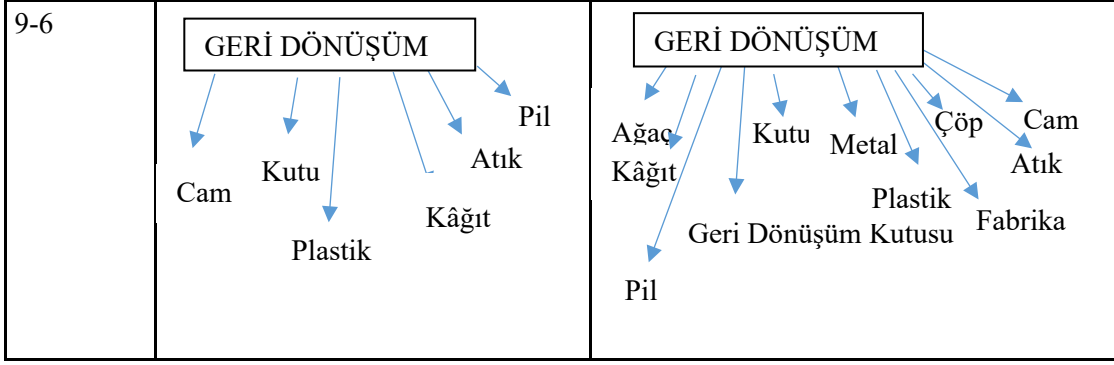 9-6
GERİ DÖNÜŞÜM
Pil
Atık
Kutu
Cam
Kâğıt
Plastik
GERİ DÖNÜŞÜM
Ağaç
Kutu
Metal
Çöp
Cam
Kâğıt
Atık
Plastik
Fabrika
Geri Dönüşüm Kutusu
Pil